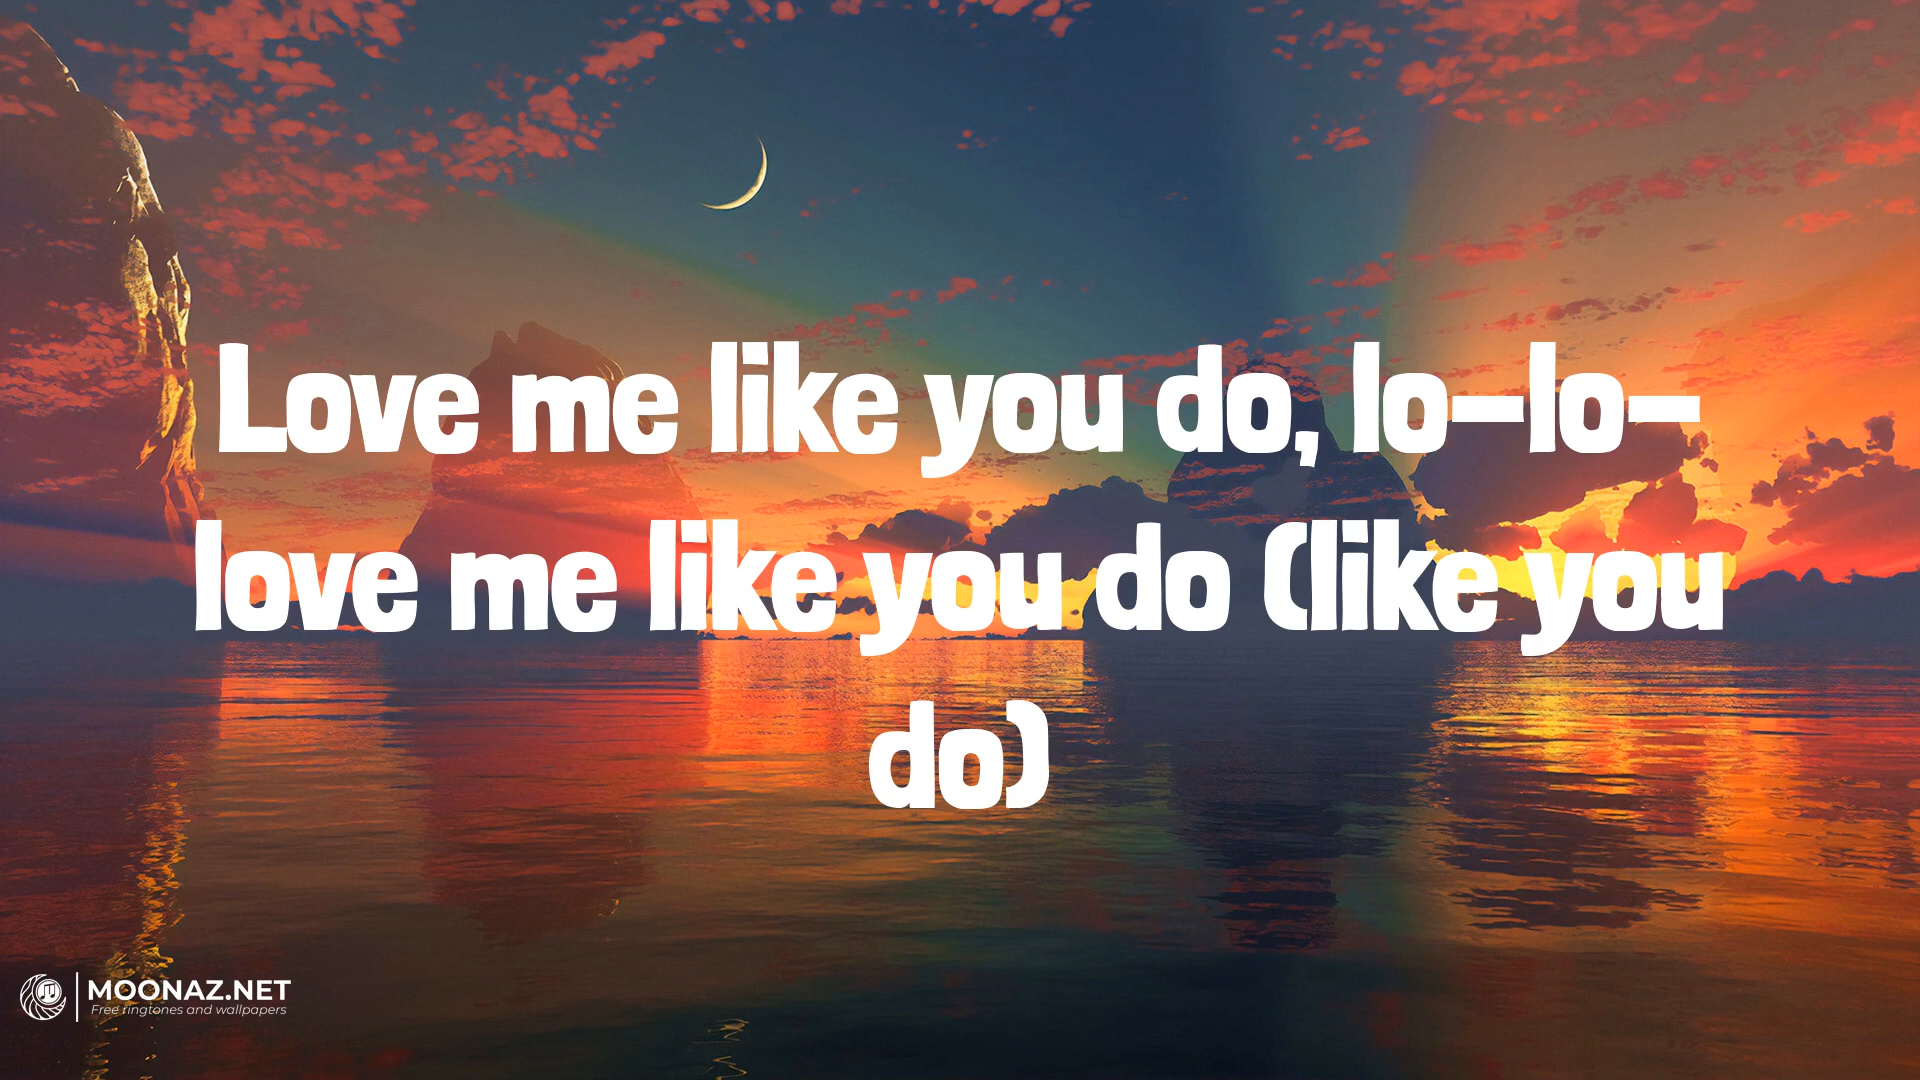 Love me like you do, lo-lo-
love me like you do (like you
do)
MOONAZ.NET
Free ringtones and wallpapers